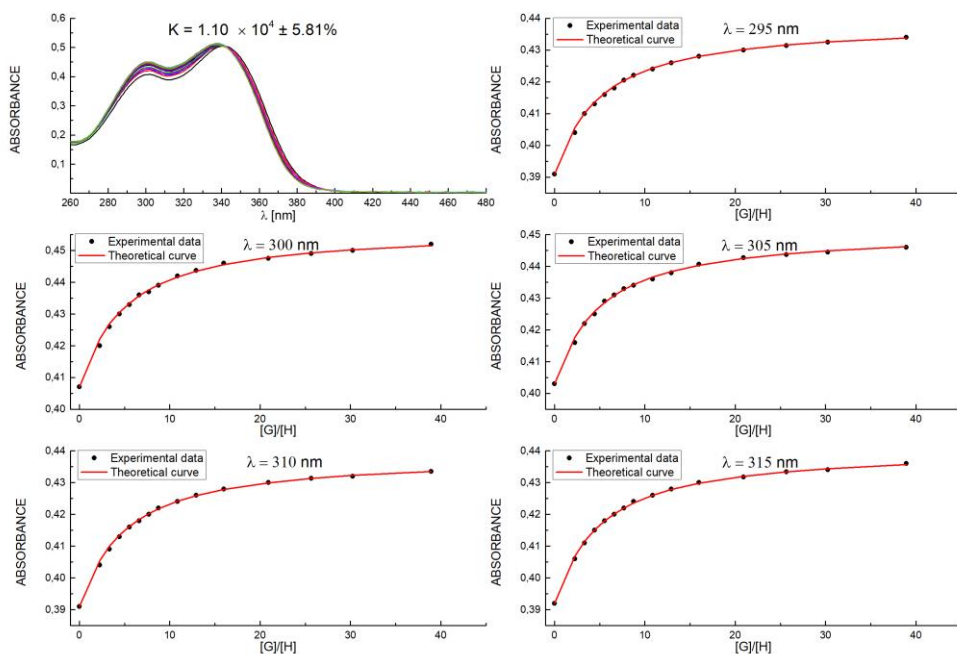 K = 1.10 × 10⁴ ± 5.81%
ABSORBANCE
0,6
0,5
0,4
0,3
0,2
0,1
260 280 300 320 340 360 380 400 420 440 460 480
λ [nm]
Experimental data
Theoretical curve
λ = 295 nm
ABSORBANCE
0,44
0,43
0,42
0,41
0,40
0,39
0 10 20 30 40
[G]/[H]
Experimental data
Theoretical curve
λ = 300 nm
ABSORBANCE
0,45
0,44
0,43
0,42
0,41
0,40
0 10 20 30 40
[G]/[H]
Experimental data
Theoretical curve
λ = 305 nm
ABSORBANCE
0,45
0,44
0,43
0,42
0,41
0,40
0 10 20 30 40
[G]/[H]
Experimental data
Theoretical curve
λ = 310 nm
ABSORBANCE
0,44
0,43
0,42
0,41
0,40
0,39
0 10 20 30 40
[G]/[H]
Experimental data
Theoretical curve
λ = 315 nm
ABSORBANCE
0,44
0,43
0,42
0,41
0,40
0,39
0 10 20 30 40
[G]/[H]